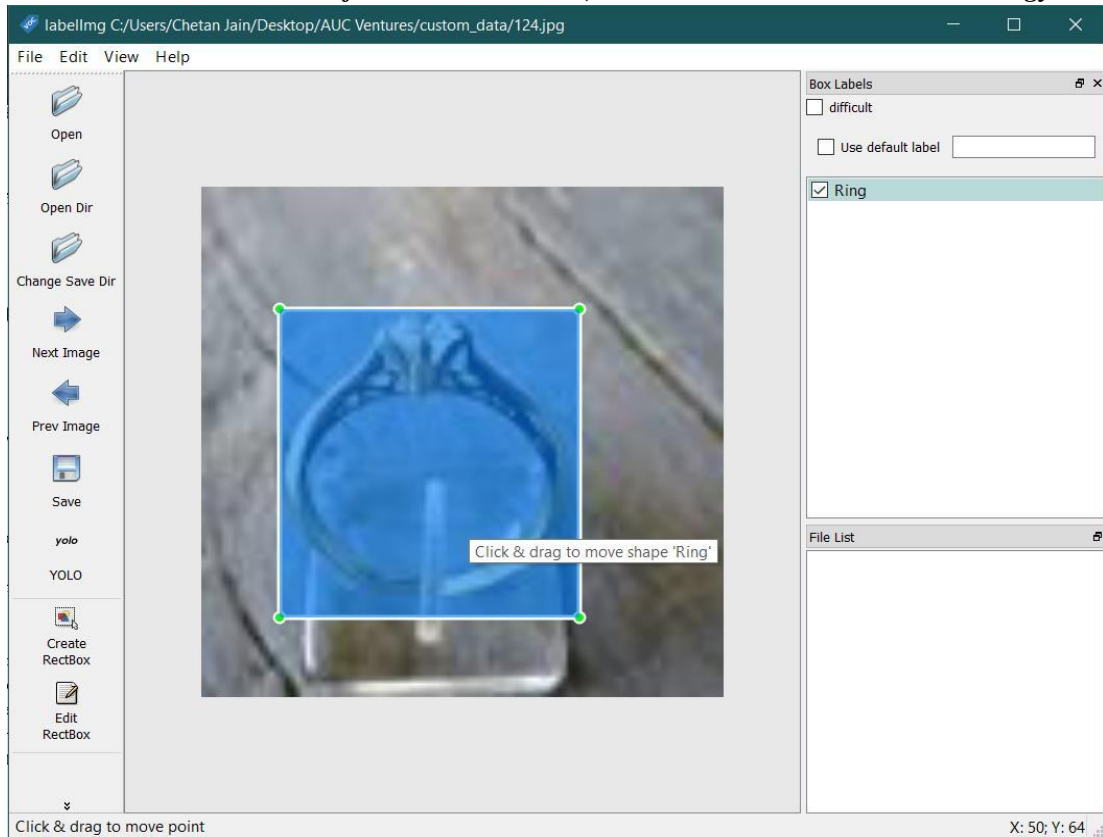 labelImg C:/Users/Chetan Jain/Desktop/AUC Ventures/custom_data/124.jpg
File Edit View Help
Open
Open Dir
Change Save Dir
Next Image
Prev Image
Save
yolo
YOLO
Create
RectBox
Edit
RectBox
Click & drag to move shape 'Ring'
Box Labels
difficult
Use default label
Ring
File List
Click & drag to move point
X: 50; Y: 64